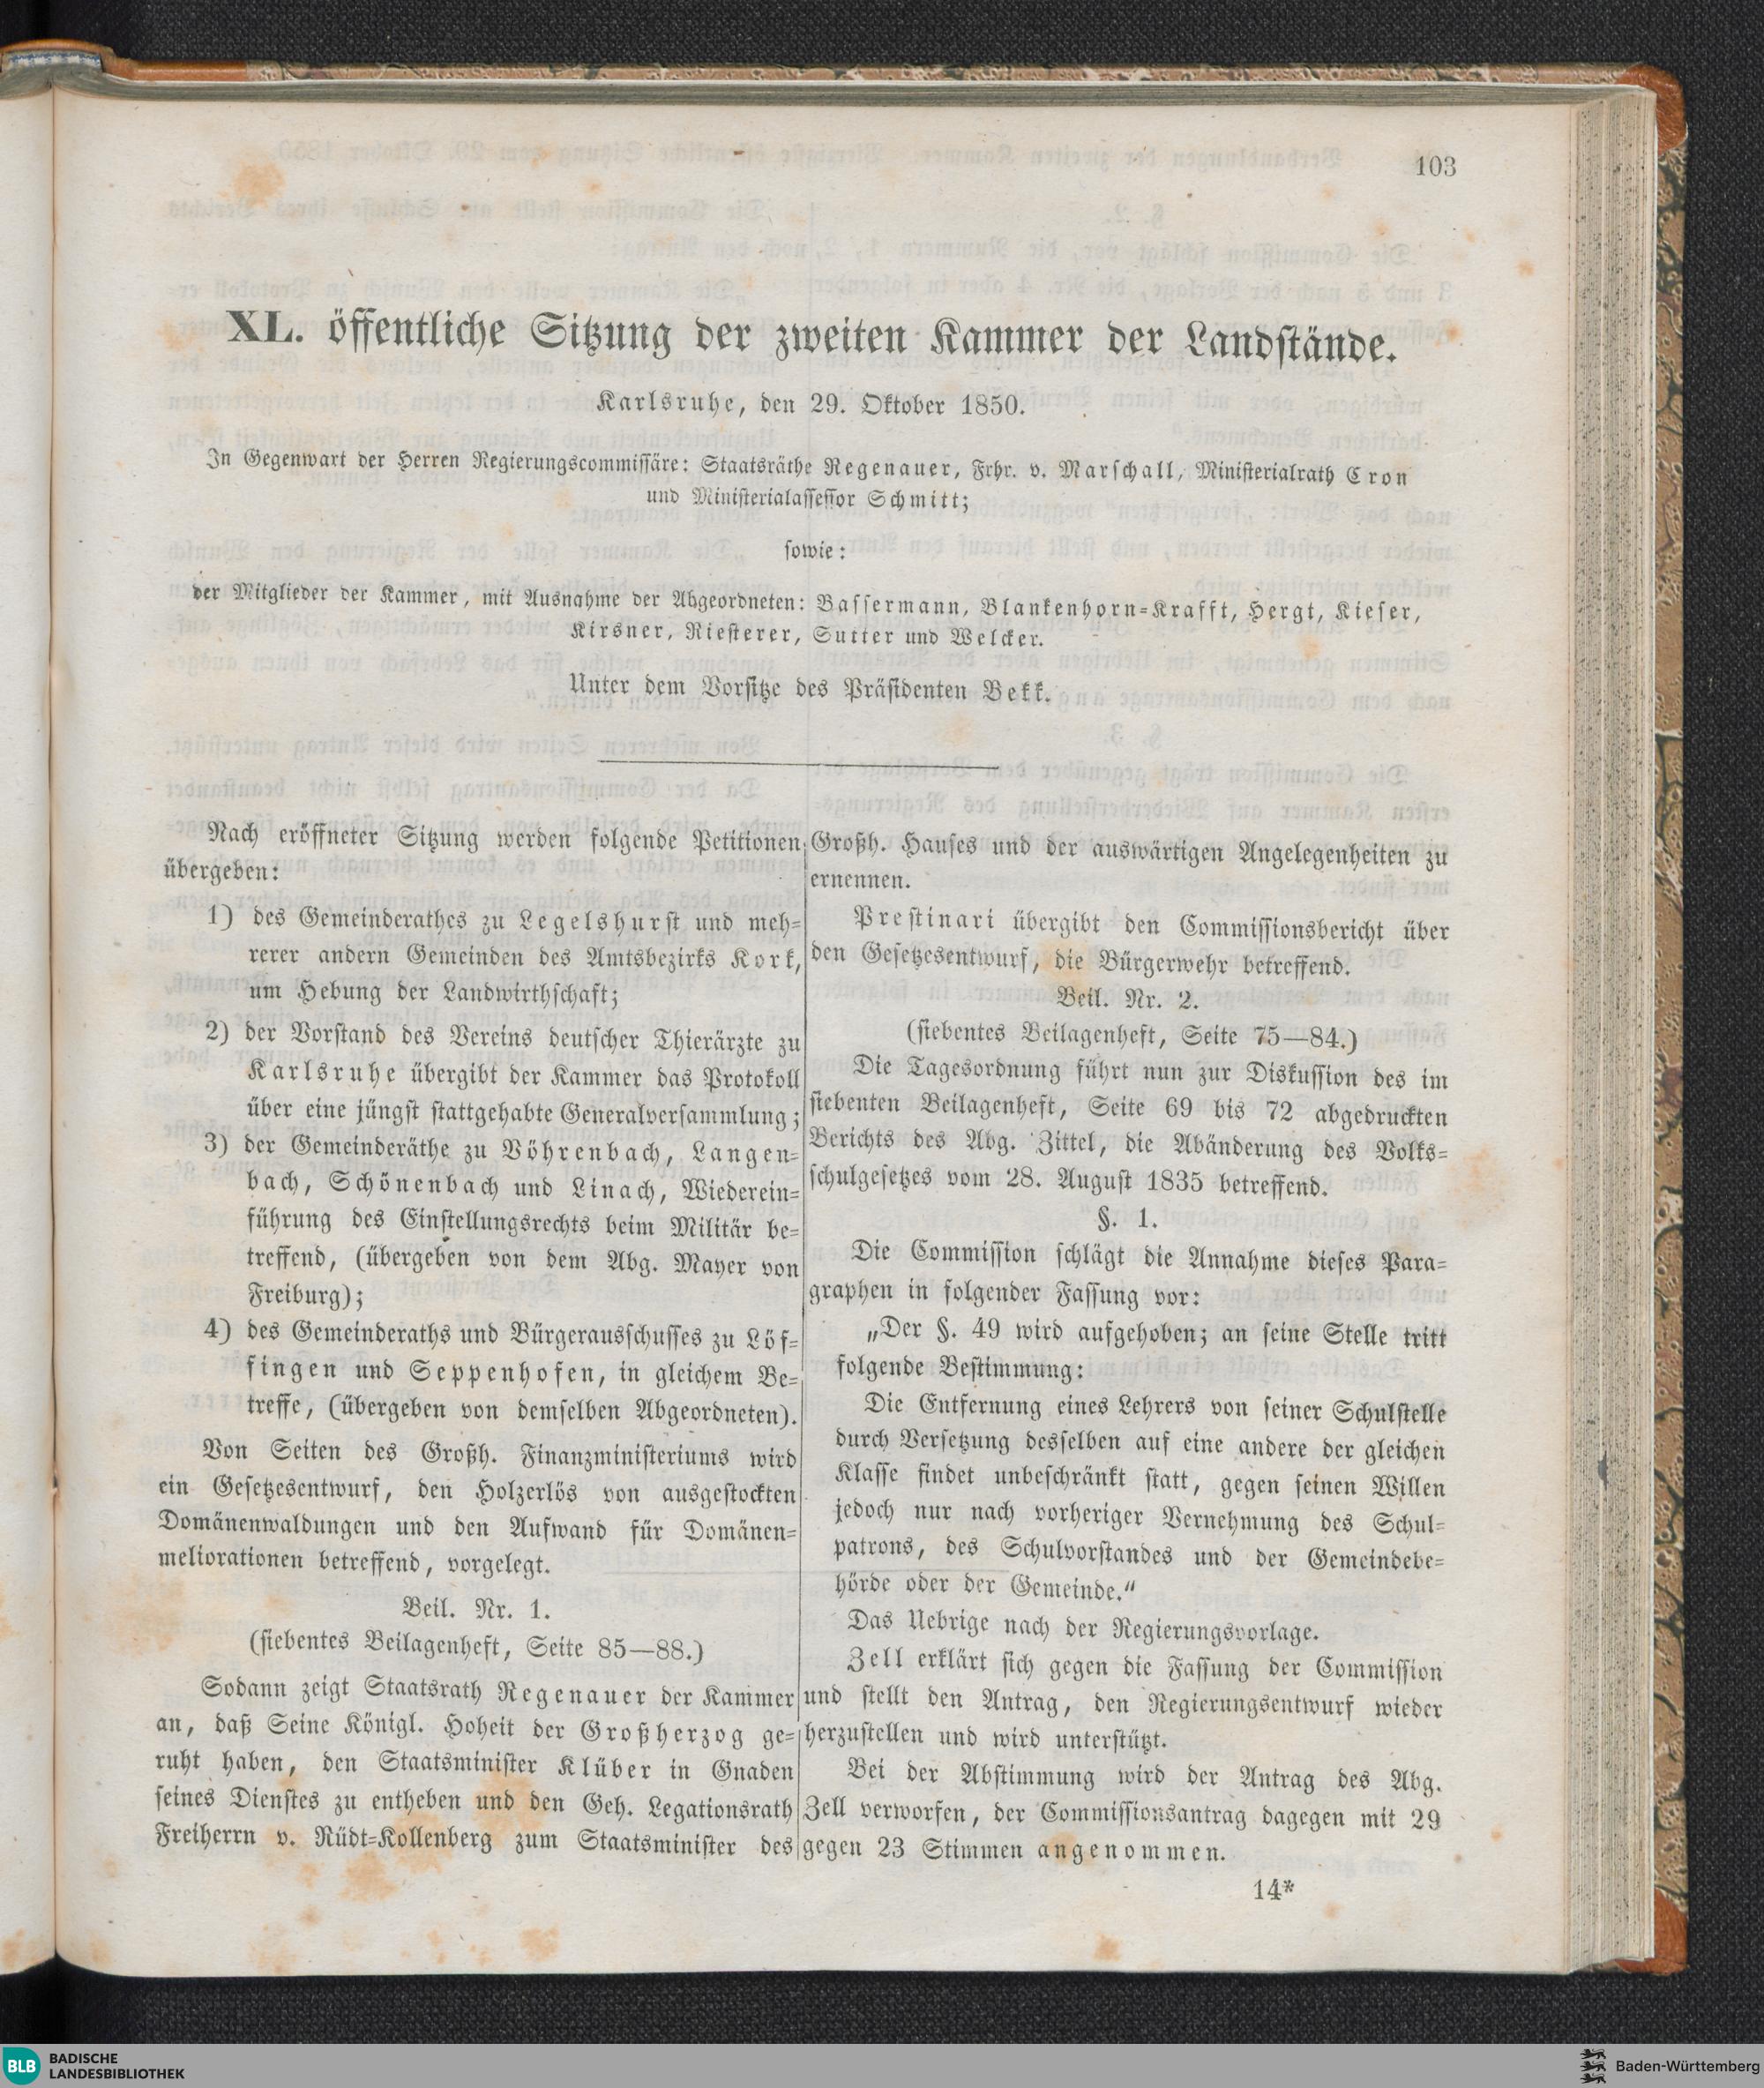 103
XL. öffentliche Sitzung der zweiten Kammer der Landstände.
Karlsruhe, den 29. Oktober 1850.
In Gegenwart der Herren Regierungscommissäre: Staatsräthe Regenauer, Frhr. v. Marschall, Ministerialrath Cron
und Ministerialassessor Schmitt;
sowie:
der Mitglieder der Kammer, mit Ausnahme der Abgeordneten: Bassermann, Blankenhorn-Krafft, Hergt, Kieser,
Kirsner, Riesterer, Sutter und Welcker.
Unter dem Vorsitze des Präsidenten Bekk.
Nach eröffneter Sitzung werden folgende Petitionen
übergeben:
1) des Gemeinderathes zu Legelshurst und meh-
rerer andern Gemeinden des Amtsbezirks Kork,
um Hebung der Landwirthschaft;
2) der Vorstand des Vereins deutscher Thierärzte zu
Karlsruhe übergibt der Kammer das Protokoll
über eine jüngst stattgehabte Generalversammlung;
3) der Gemeinderäthe zu Vöhrenbach, Langen-
bach, Schönenbach und Linach, Wiederein-
führung des Einstellungsrechts beim Militär be-
treffend, (übergeben von dem Abg. Mayer von
Freiburg);
4) des Gemeinderaths und Bürgerausschusses zu Löf-
fingen und Seppenhofen, in gleichem Be-
treffe, (übergeben von demselben Abgeordneten).
Von Seiten des Großh. Finanzministeriums wird
ein Gesetzesentwurf, den Holzerlös von ausgestockten
Domänenwaldungen und den Aufwand für Domänen-
meliorationen betreffend, vorgelegt.
Beil. Nr. 1.
(siebentes Beilagenheft, Seite 85—88.)
Sodann zeigt Staatsrath Regenauer der Kammer
an, daß Seine Königl. Hoheit der Großherzog ge-
ruht haben, den Staatsminister Klüber in Gnaden
seines Dienstes zu entheben und den Geh. Legationsrath
Freiherrn v. Rüdt-Kollenberg zum Staatsminister des
Großh. Hauses und der auswärtigen Angelegenheiten zu
ernennen.
Prestinari übergibt den Commissionsbericht über
den Gesetzesentwurf, die Bürgerwehr betreffend.
Beil. Nr. 2.
(siebentes Beilagenheft, Seite 75—84.)
Die Tagesordnung führt nun zur Diskussion des im
siebenten Beilagenheft, Seite 69 bis 72 abgedruckten
Berichts des Abg. Zittel, die Abänderung des Volks-
schulgesetzes vom 28. August 1835 betreffend.
§. 1.
Die Commission schlägt die Annahme dieses Para-
graphen in folgender Fassung vor:
„Der §. 49 wird aufgehoben; an seine Stelle tritt
folgende Bestimmung:
Die Entfernung eines Lehrers von seiner Schulstelle
durch Versetzung desselben auf eine andere der gleichen
Klasse findet unbeschränkt statt, gegen seinen Willen
jedoch nur nach vorheriger Vernehmung des Schul-
patrons, des Schulvorstandes und der Gemeindebe-
hörde oder der Gemeinde.“
Das Uebrige nach der Regierungsvorlage.
Zell erklärt sich gegen die Fassung der Commission
und stellt den Antrag, den Regierungsentwurf wieder
herzustellen und wird unterstützt.
Bei der Abstimmung wird der Antrag des Abg.
Zell verworfen, der Commissionsantrag dagegen mit 29
gegen 23 Stimmen angenommen.
14*
BLB BADISCHE
LANDESBIBLIOTHEK
Baden-Württemberg